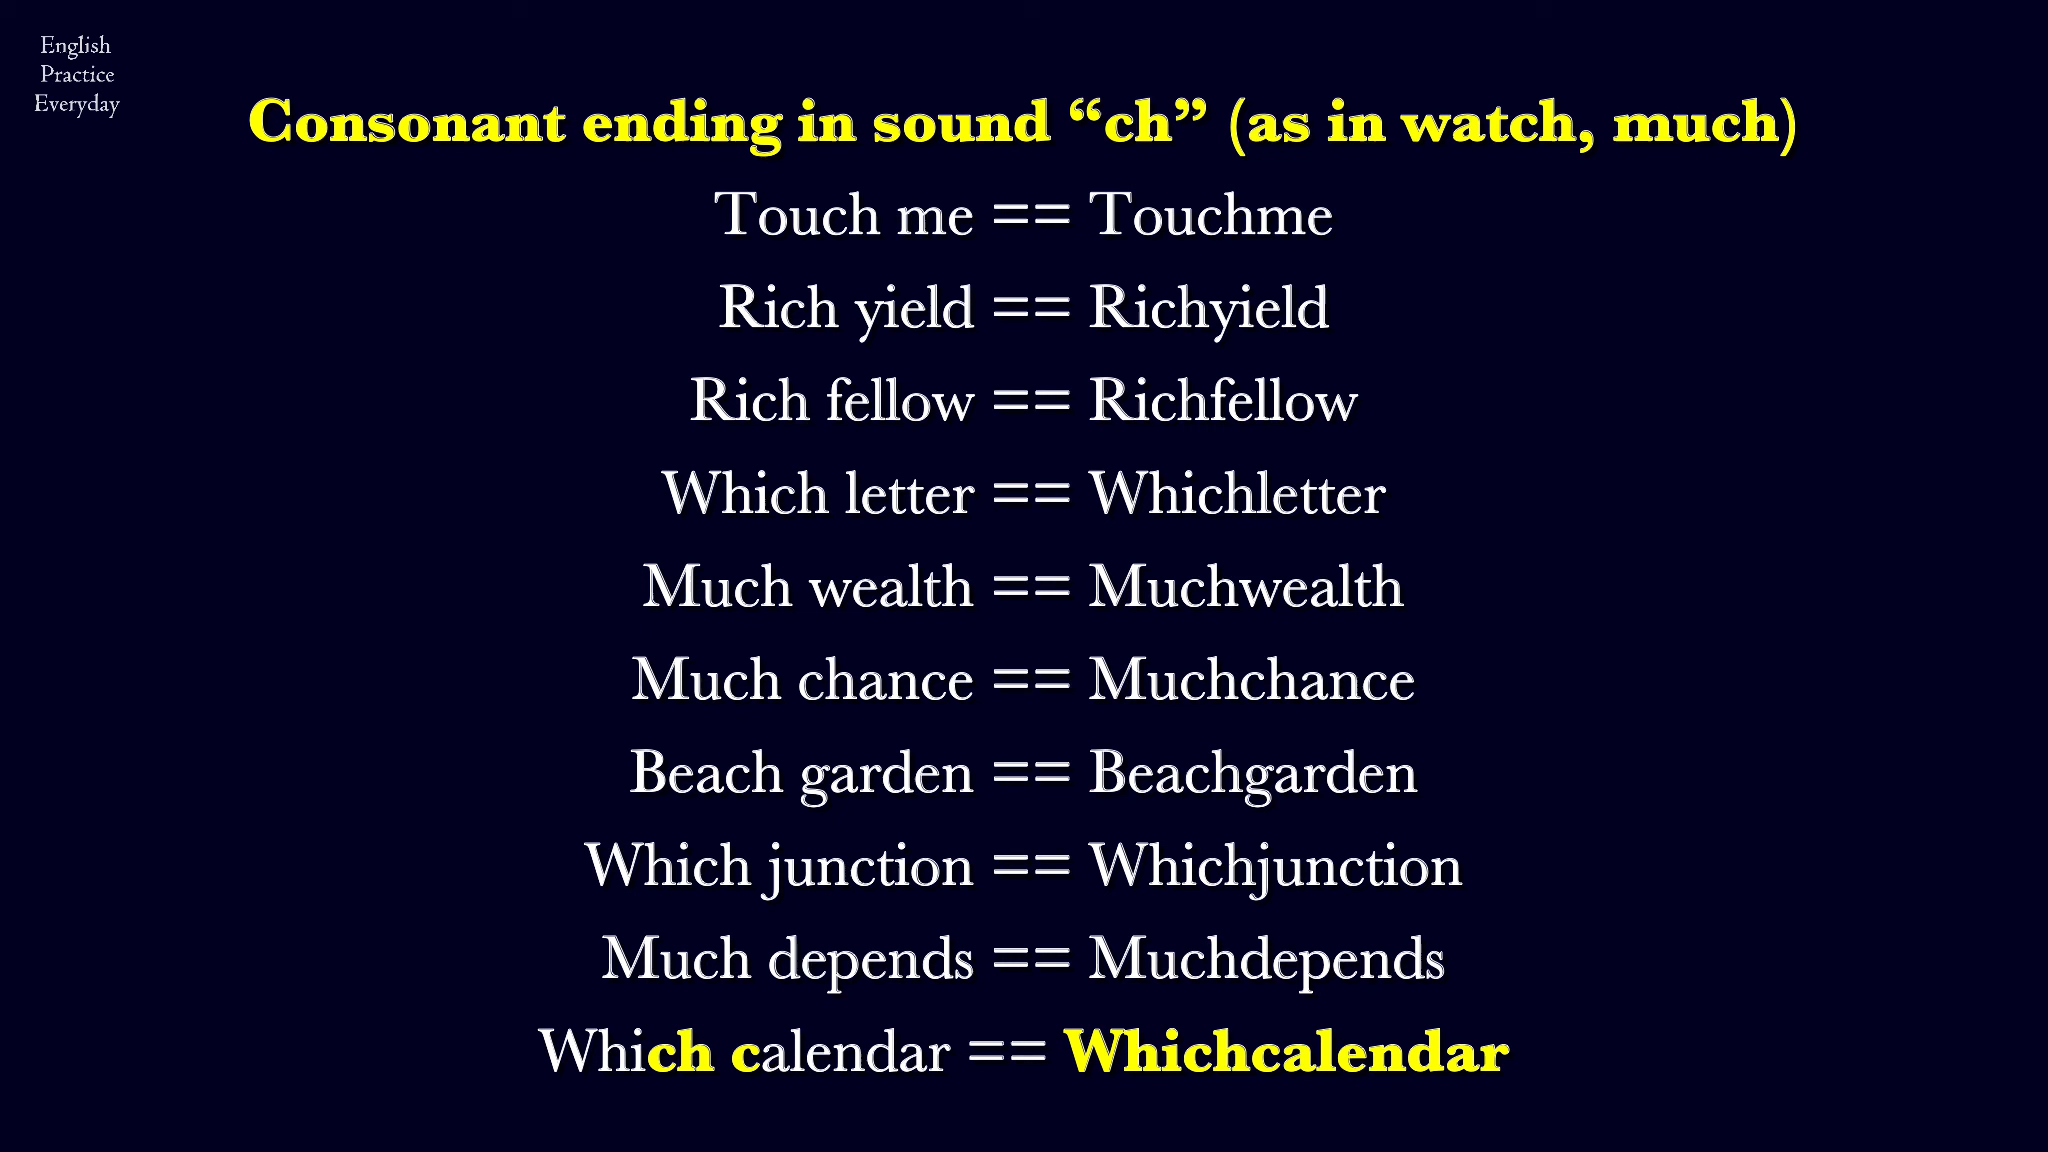 English
Practice
Everyday
Consonant ending in sound “ch” (as in watch, much)
Touch me == Touchme
Rich yield == Richyield
Rich fellow == Richfellow
Which letter == Whichletter
Much wealth == Muchwealth
Much chance == Muchchance
Beach garden == Beachgarden
Which junction == Whichjunction
Much depends == Muchdepends
Which calendar == Whichcalendar